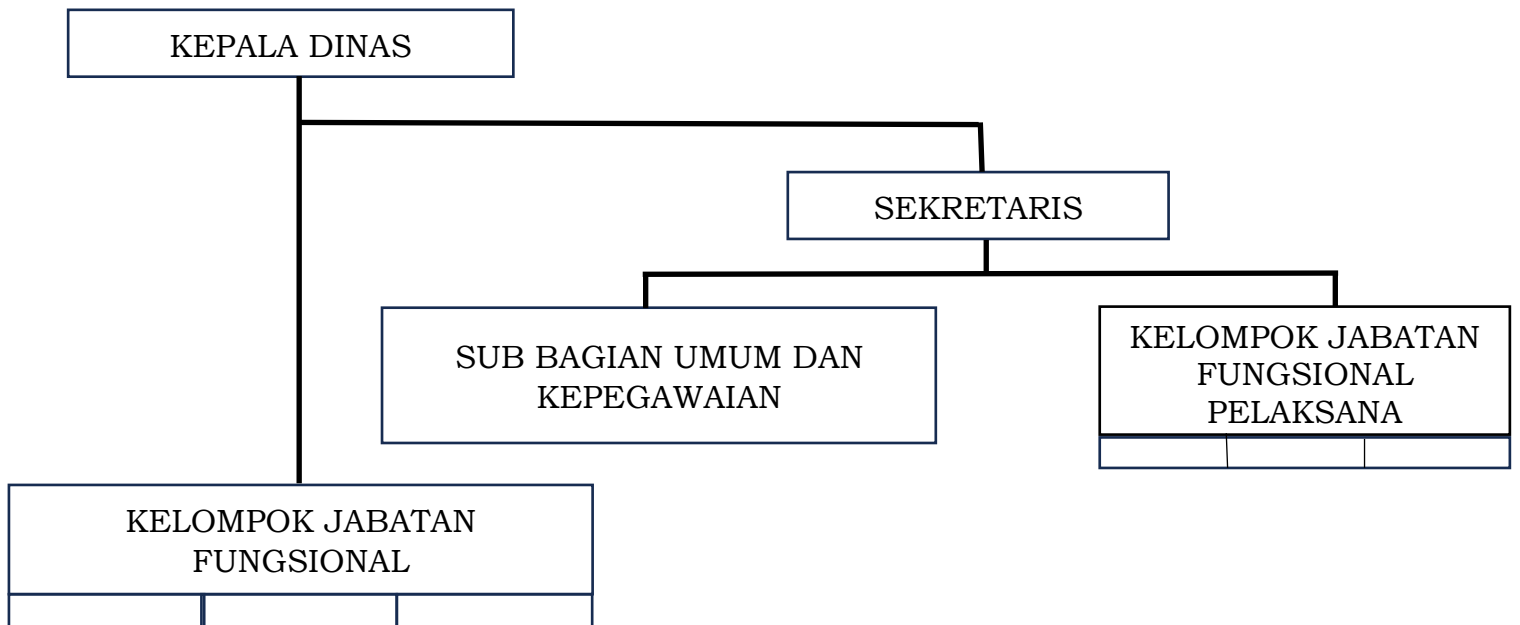 KEPALA DINAS
SEKRETARIS
SUB BAGIAN UMUM DAN
KEPEGAWAIAN
KELOMPOK JABATAN
FUNGSIONAL
PELAKSANA
KELOMPOK JABATAN
FUNGSIONAL